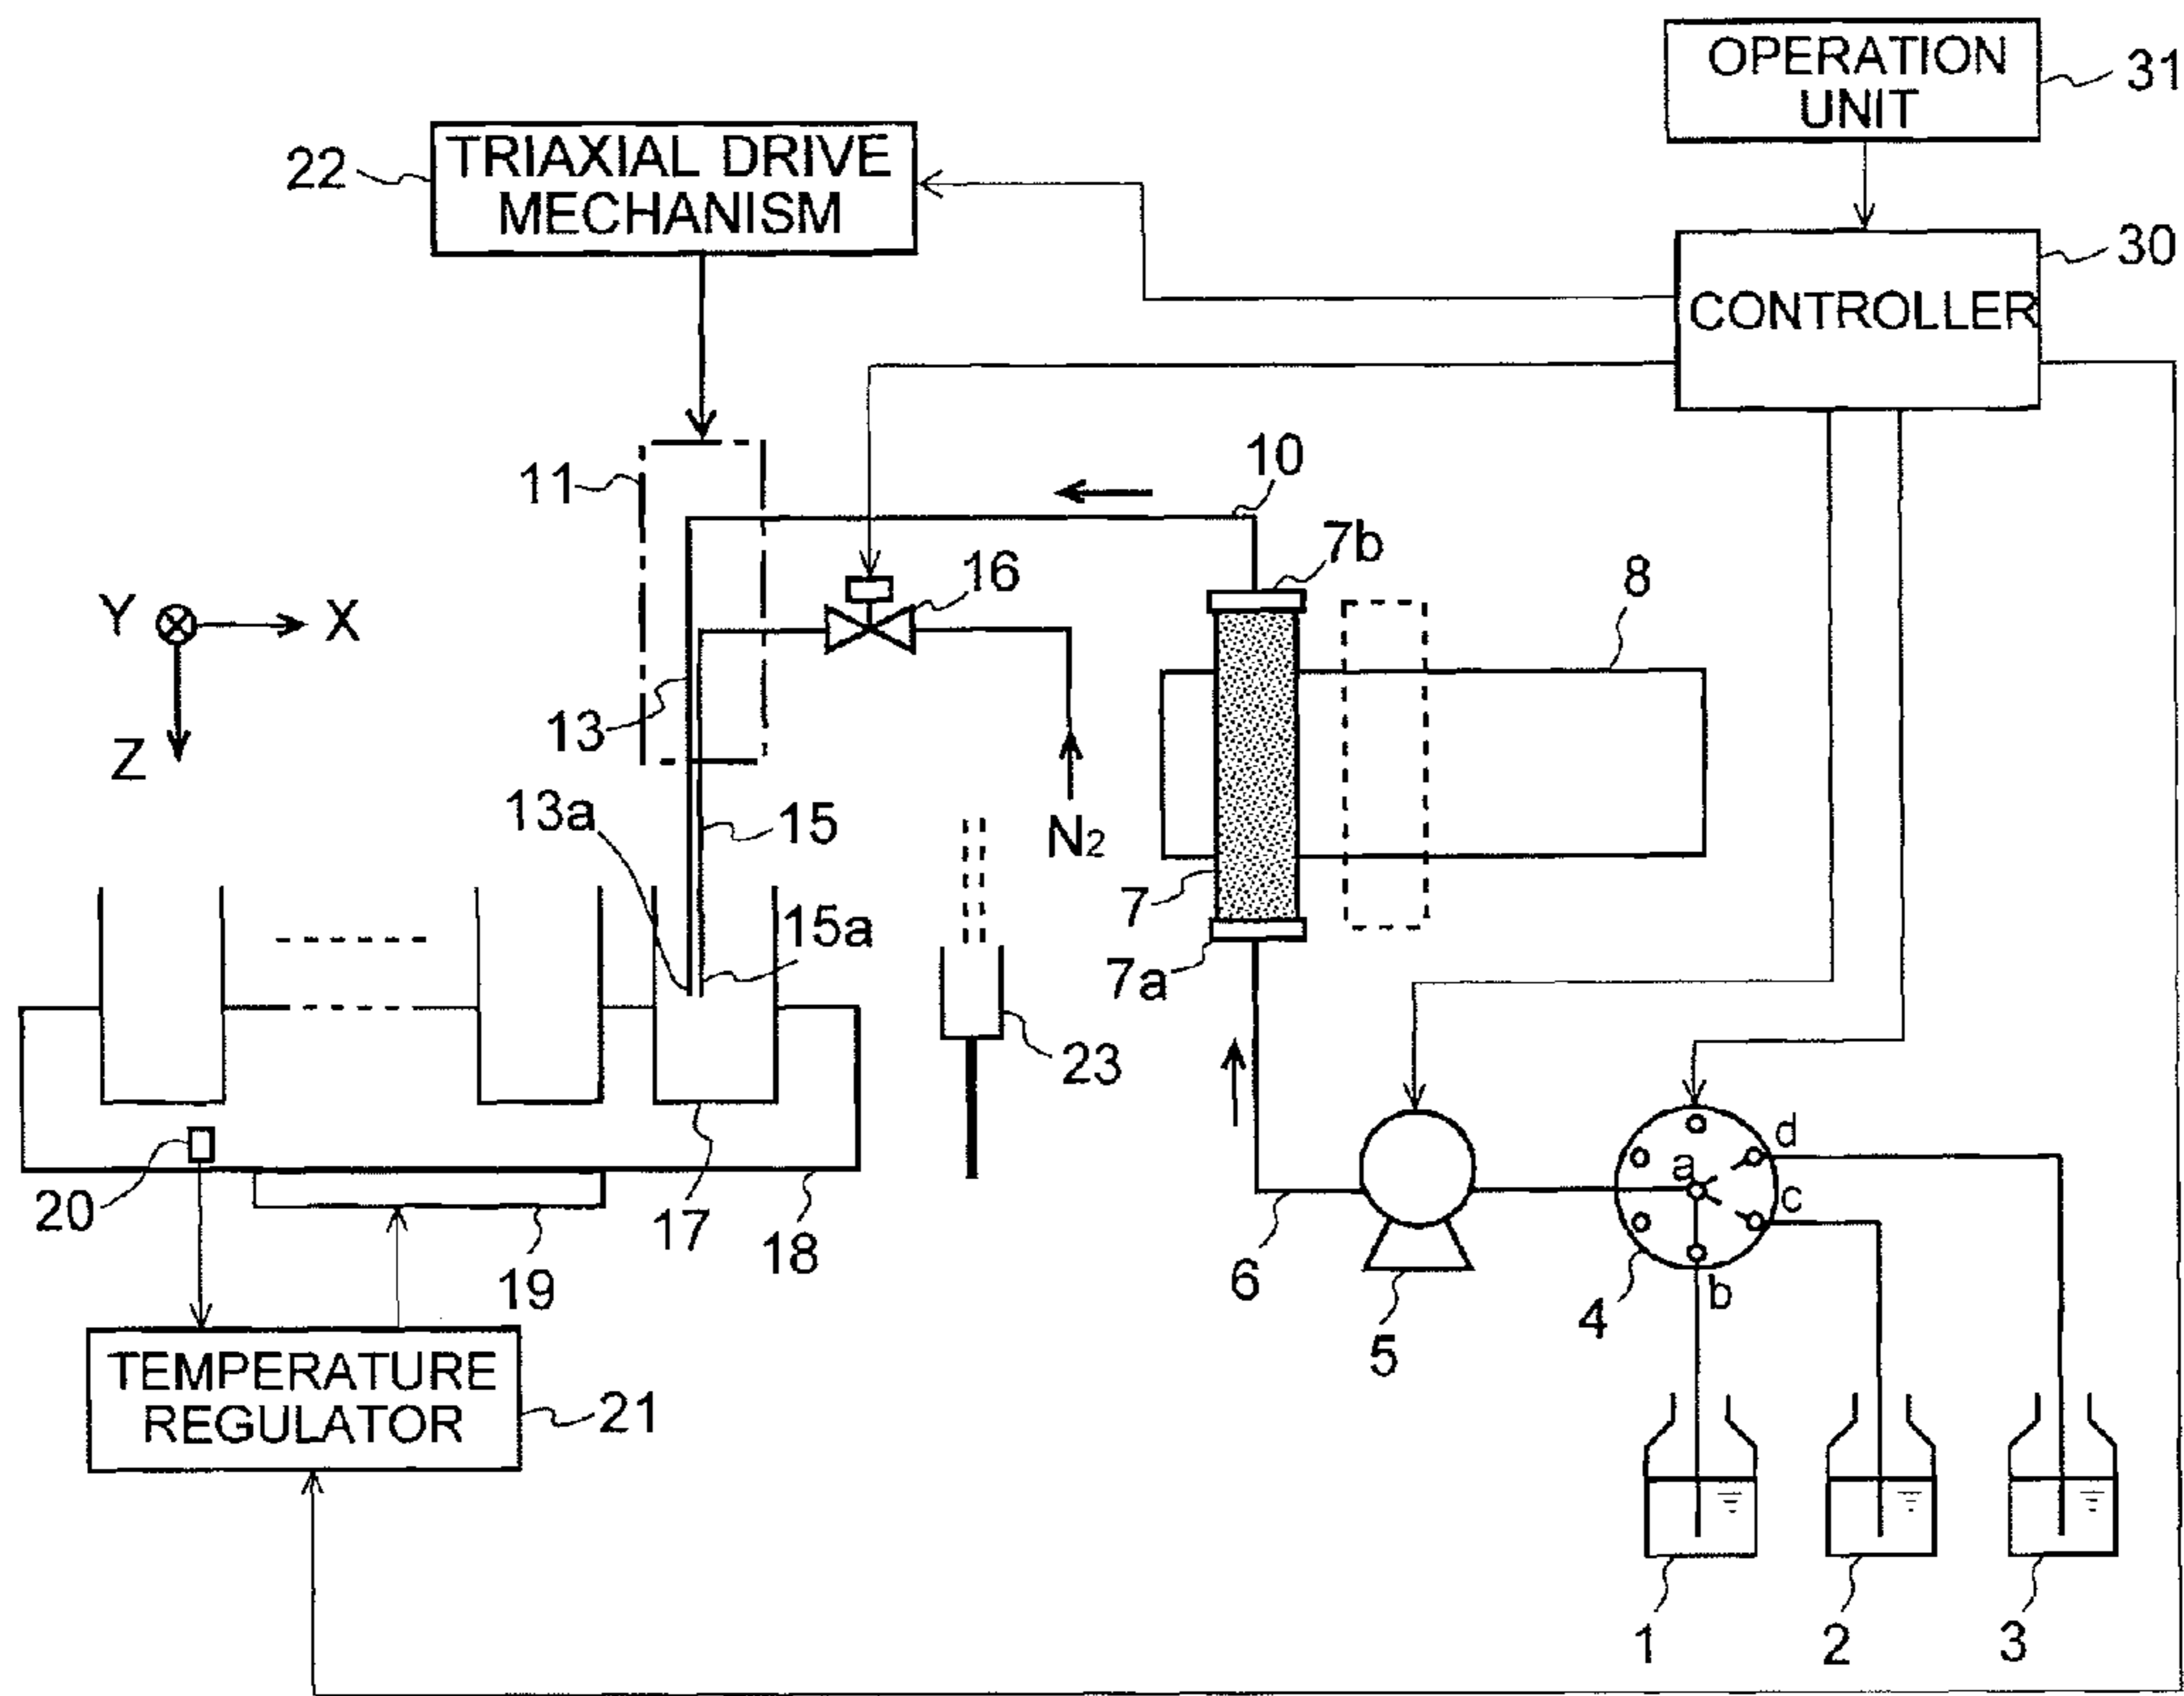 OPERATION
UNIT
31
TRIAXIAL DRIVE
MECHANISM
22
30
CONTROLLER
11
10
7b
16
8
Y
X
13
Z
13a
15
N2
7
15a
7a
23
d
a
c
20
17
18
6
b
19
4
5
TEMPERATURE
REGULATOR
21
1
2
3